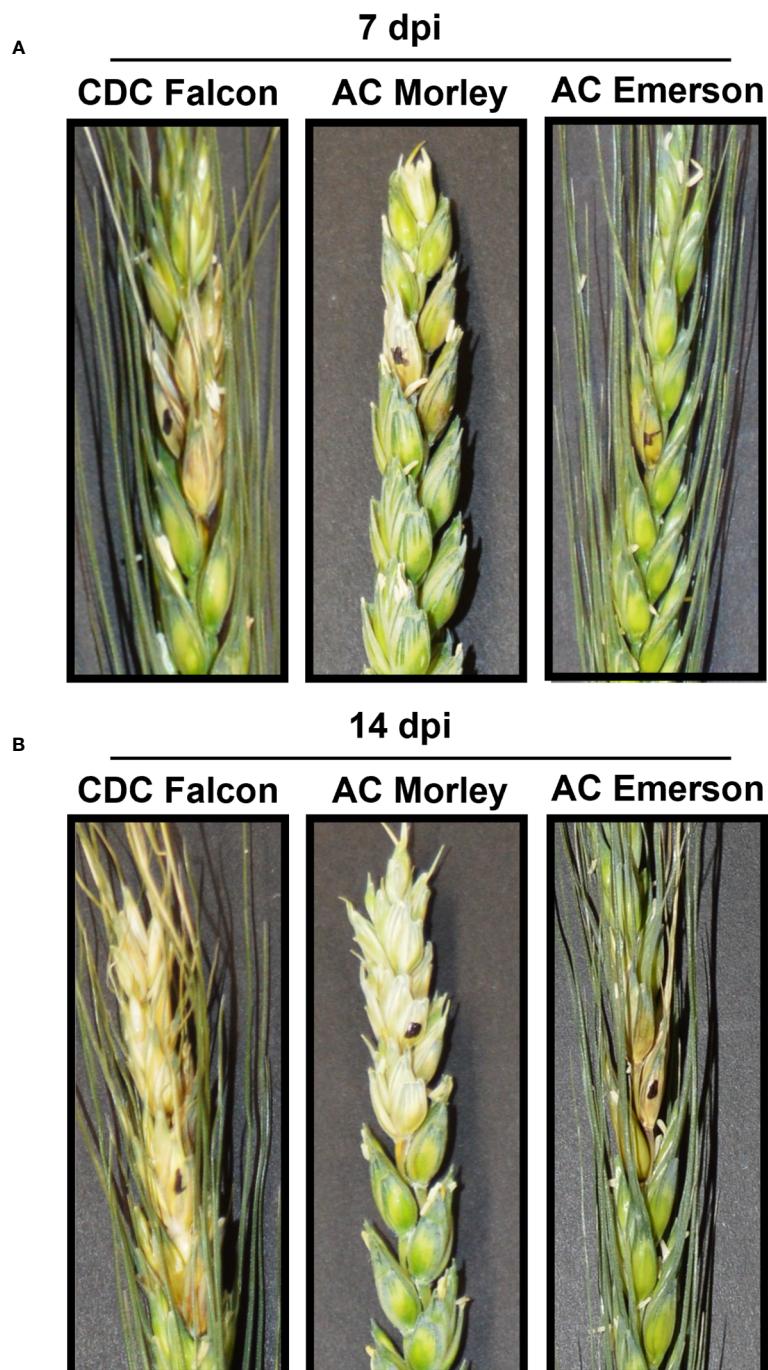 A
7 dpi
CDC Falcon AC Morley AC Emerson
B
14 dpi
CDC Falcon AC Morley AC Emerson